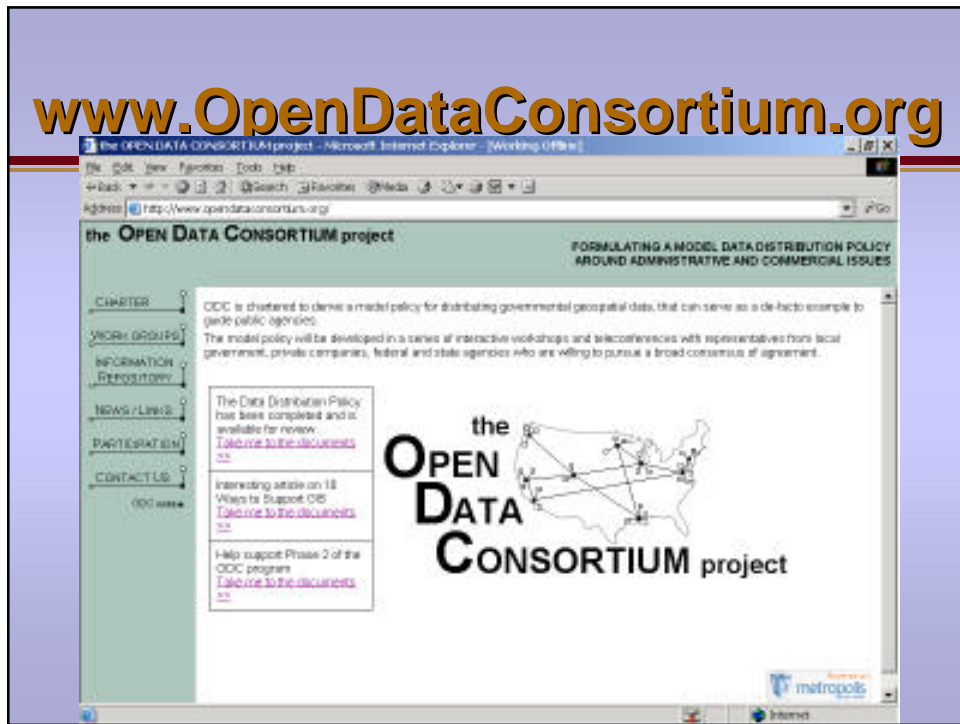 www.OpenDataConsortium.org
the OPEN DATA CONSORTIUM project - Microsoft Internet Explorer - [Working Offline]
File Edit View Favorites Tools Help
Back Search Favorites Media
Address http://www.opendataconsortium.org/ Go
the OPEN DATA CONSORTIUM project
FORMULATING A MODEL DATA DISTRIBUTION POLICY
AROUND ADMINISTRATIVE AND COMMERCIAL ISSUES
CHARTER
WORK GROUPS
INFORMATION
REPOSITORY
NEWS / LINKS
PARTICIPATION
CONTACT US
ODC
ODC is chartered to derive a model policy for distributing governmental geospatial data, that can serve as a de-facto example to
guide public agencies.
The model policy will be developed in a series of interactive workshops and teleconferences with representatives from local
government, private companies, federal and state agencies who are willing to pursue a broad consensus of agreement.
The Data Distribution Policy
has been completed and is
available for review
Take me to the documents
>>
Interesting article on 18
Ways to Support GIS
Take me to the documents
>>
Help support Phase 2 of the
ODC program
Take me to the documents
>>
the
OPEN
DATA
CONSORTIUM project
metropolis
Internet